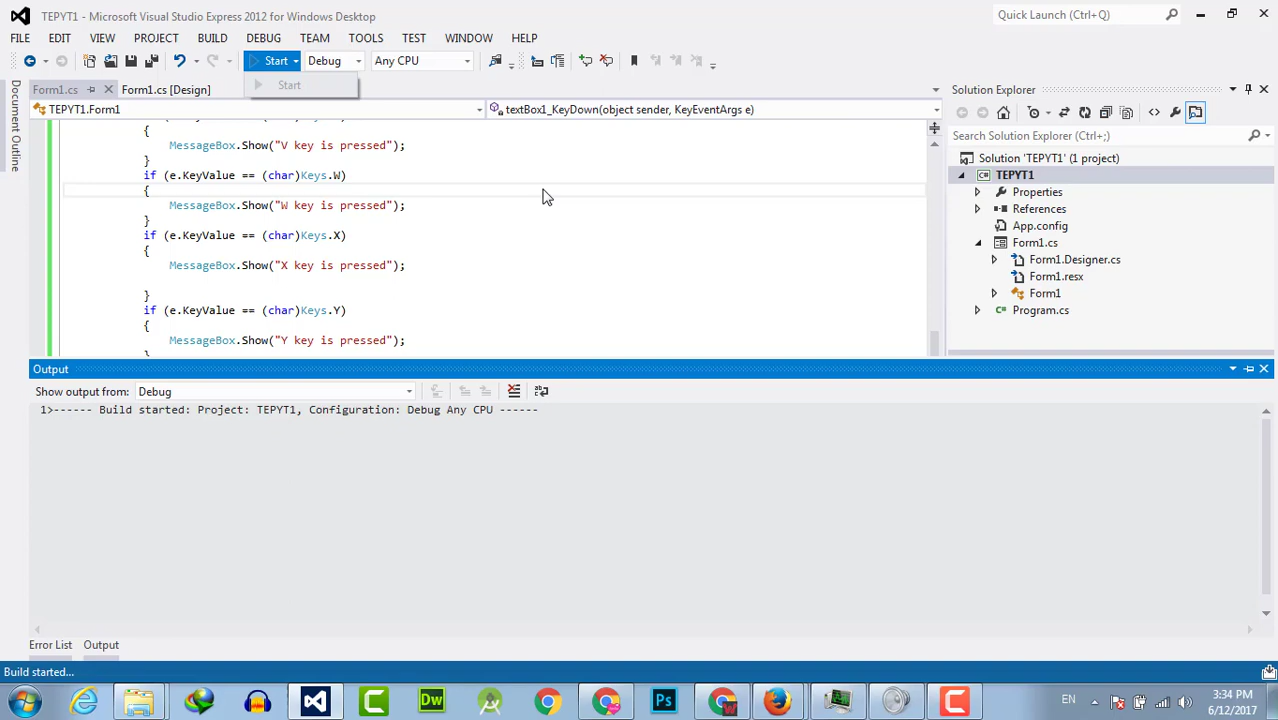 TEPYT1 - Microsoft Visual Studio Express 2012 for Windows Desktop
Quick Launch (Ctrl+Q)
FILE EDIT VIEW PROJECT BUILD DEBUG TEAM TOOLS TEST WINDOW HELP
Start Debug Any CPU
Start
Document Outline
Form1.cs Form1.cs [Design]
TEPYT1.Form1 textBox1_KeyDown(object sender, KeyEventArgs e)
{
MessageBox.Show("V key is pressed");
}
if (e.KeyValue == (char)Keys.W)
{
MessageBox.Show("W key is pressed");
}
if (e.KeyValue == (char)Keys.X)
{
MessageBox.Show("X key is pressed");
}
if (e.KeyValue == (char)Keys.Y)
{
MessageBox.Show("Y key is pressed");
Solution Explorer
Search Solution Explorer (Ctrl+;)
Solution 'TEPYT1' (1 project)
TEPYT1
Properties
References
App.config
Form1.cs
Form1.Designer.cs
Form1.resx
Form1
Program.cs
Output
Show output from: Debug
1>------ Build started: Project: TEPYT1, Configuration: Debug Any CPU ------
Error List Output
Build started...
Dw Ps EN
3:34 PM
6/12/2017